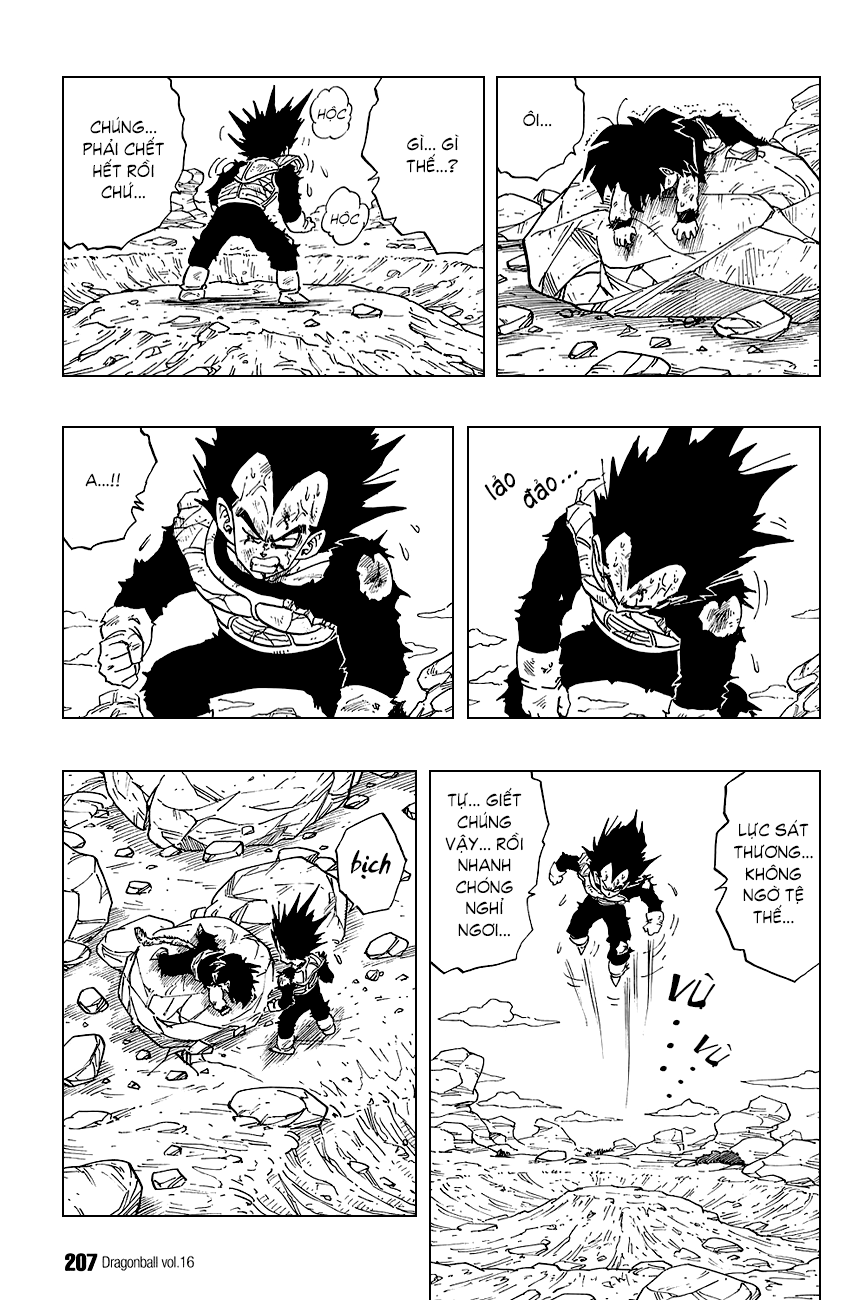 ÔI...
GÌ... GÌ
THẾ...?
HỘC
HỘC
CHÚNG...
PHẢI CHẾT
HẾT RỒI
CHỨ...
lảo
đảo...
A...!!
LỰC SÁT
THƯƠNG...
KHÔNG
NGỜ TỆ
THẾ...
TỰ... GIẾT
CHÚNG
VẬY... RỒI
NHANH
CHÓNG
NGHỈ
NGƠI...
VÙ
VÙ
bịch
207 Dragonball vol.16